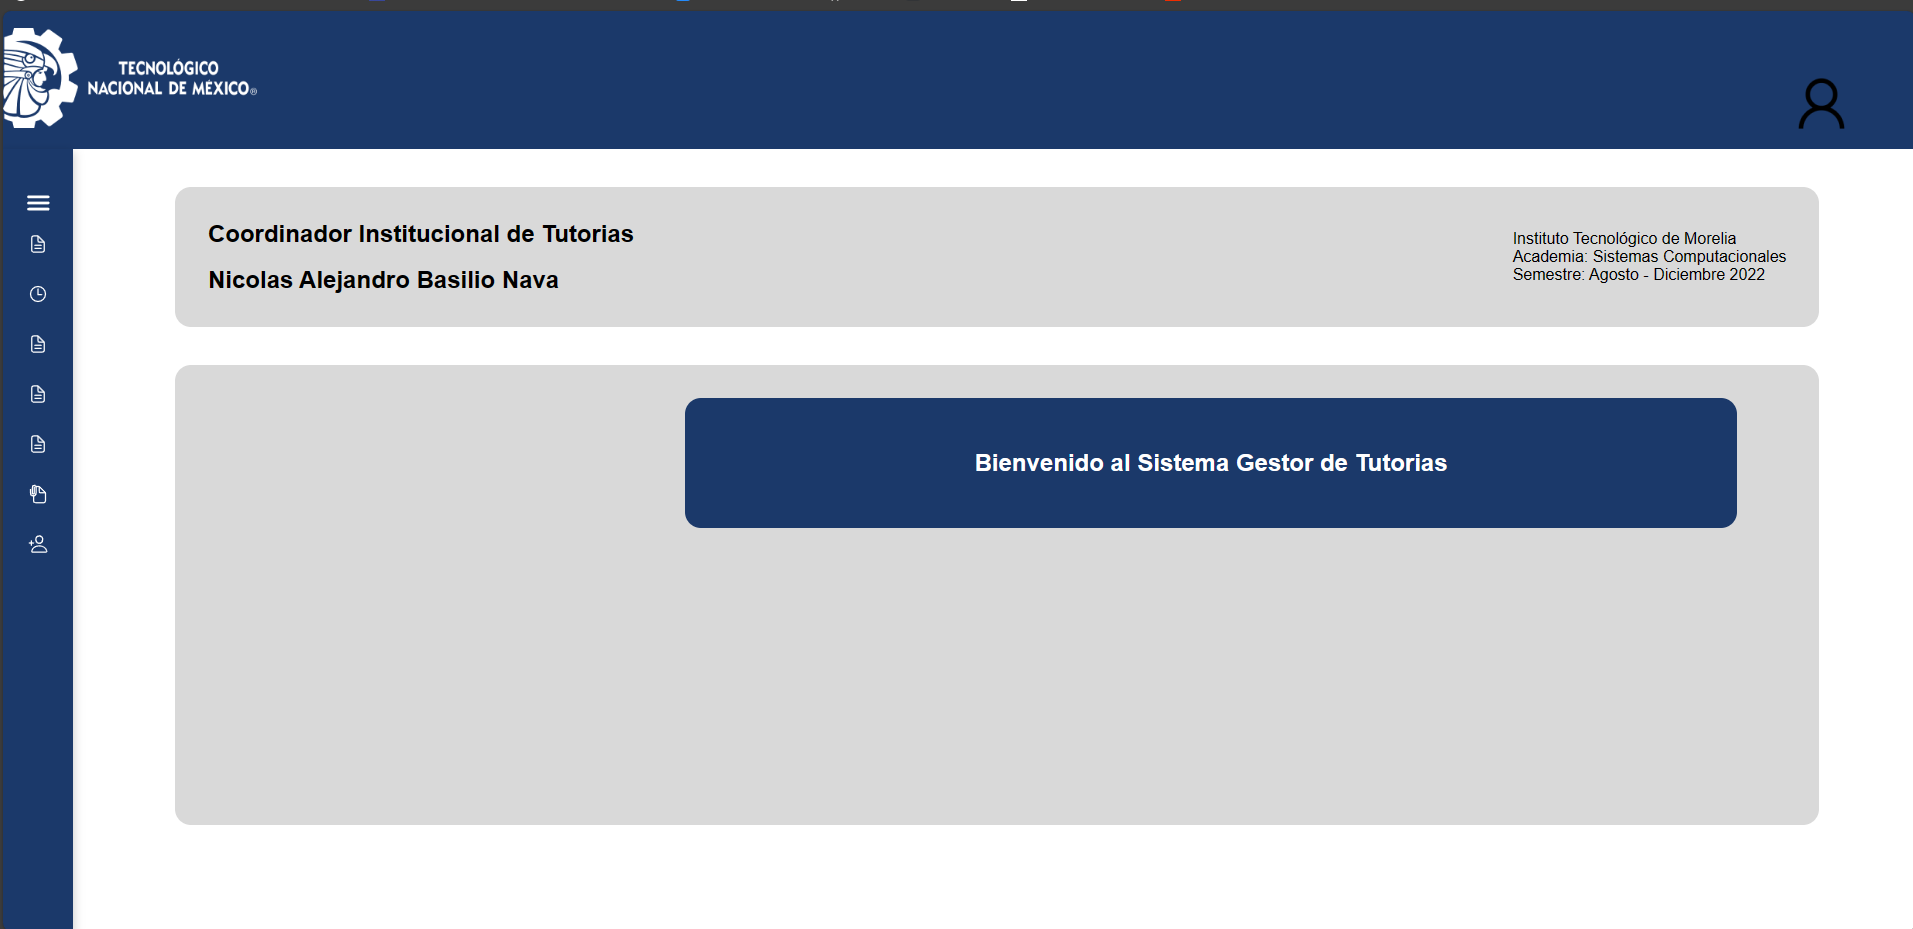 TECNOLÓGICO
NACIONAL DE MÉXICO®
Coordinador Institucional de Tutorias
Nicolas Alejandro Basilio Nava
Instituto Tecnológico de Morelia
Academia: Sistemas Computacionales
Semestre: Agosto - Diciembre 2022
Bienvenido al Sistema Gestor de Tutorias